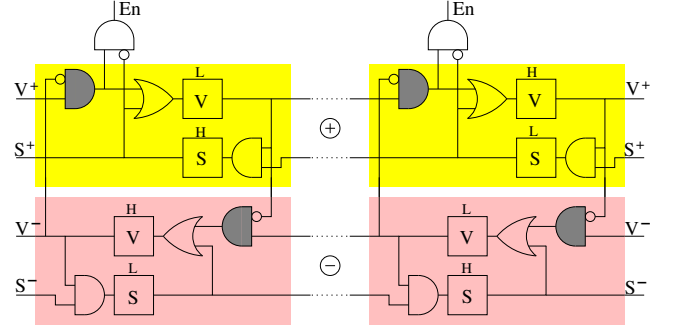 En En
L H
V⁺ V V V⁺
H + L
S⁺ S S S⁺
H L
V⁻ V V V⁻
L − H
S⁻ S S S⁻